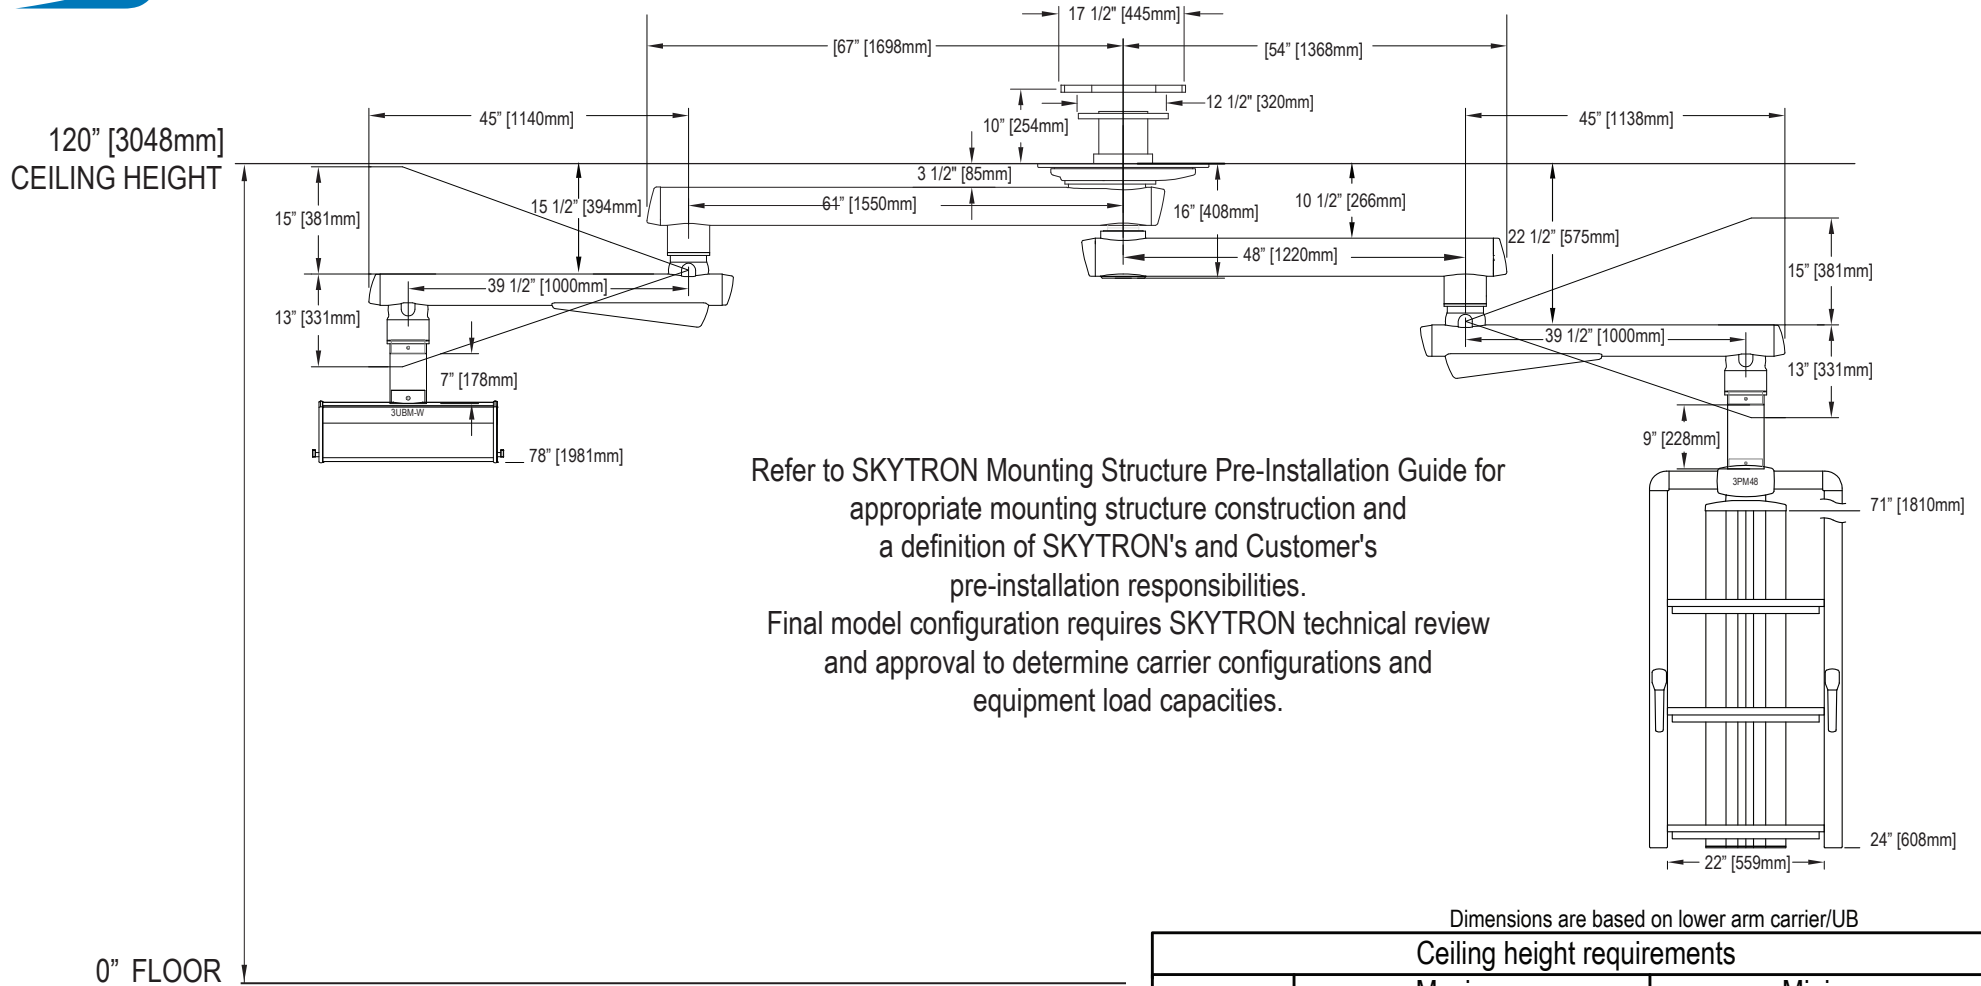 17 1/2" [445mm]
[67” [1698mm]
[54” [1368mm]
12 1/2" [320mm]
45” [1140mm]
10” [254mm]
45” [1138mm]
120” [3048mm]
CEILING HEIGHT
3 1/2" [85mm]
15” [381mm]
15 1/2” [394mm]
61” [1550mm]
16” [408mm]
10 1/2” [266mm]
22 1/2” [575mm]
48” [1220mm]
15” [381mm]
39 1/2” [1000mm]
13” [331mm]
39 1/2” [1000mm]
13” [331mm]
7” [178mm]
3UBM-W
9” [228mm]
78” [1981mm]
3PM48
71” [1810mm]
Refer to SKYTRON Mounting Structure Pre-Installation Guide for
appropriate mounting structure construction and
a definition of SKYTRON's and Customer's
pre-installation responsibilities.
Final model configuration requires SKYTRON technical review
and approval to determine carrier configurations and
equipment load capacities.
24” [608mm]
22” [559mm]
Dimensions are based on lower arm carrier/UB
Ceiling height requirements
0” FLOOR